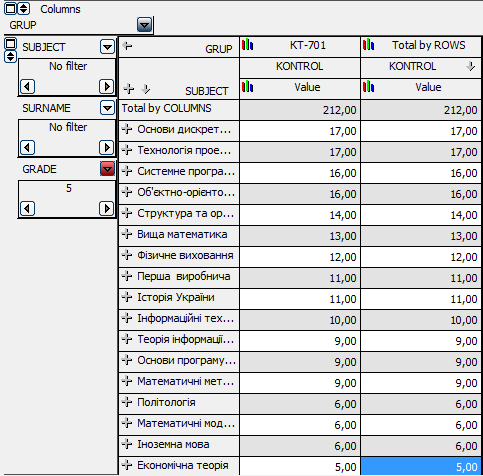 Columns
GRUP
SUBJECT
No filter
SURNAME
No filter
GRADE
5
GRUP KT-701 Total by ROWS
KONTROL KONTROL
SUBJECT Value Value
Total by COLUMNS 212,00 212,00
Основи дискрет... 17,00 17,00
Технологія прое... 17,00 17,00
Системне програ... 16,00 16,00
Об'єктно-орієнто... 16,00 16,00
Структура та ор... 14,00 14,00
Вища математика 13,00 13,00
Фізичне виховання 12,00 12,00
Перша виробнича 11,00 11,00
Історія України 11,00 11,00
Інформаційні тех... 10,00 10,00
Теорія інформації... 9,00 9,00
Основи програму... 9,00 9,00
Математичні мет... 9,00 9,00
Політологія 6,00 6,00
Математичні мод... 6,00 6,00
Іноземна мова 6,00 6,00
Економічна теорія 5,00 5,00